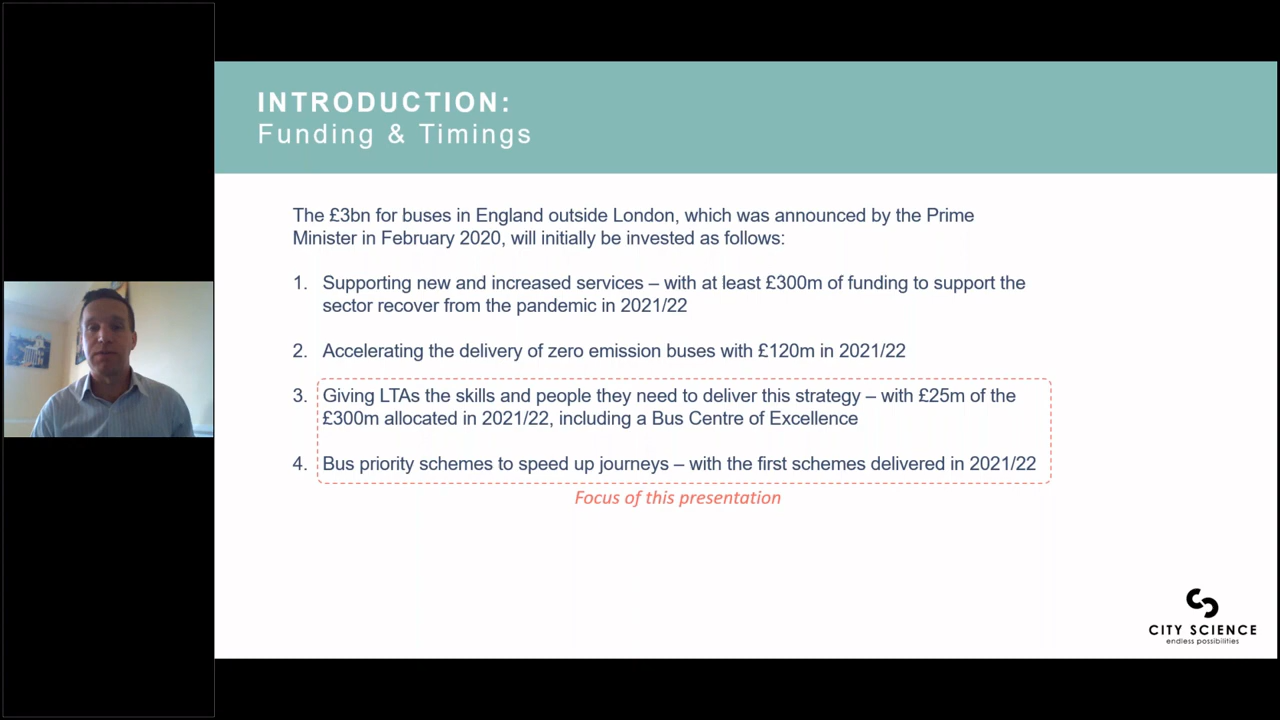 INTRODUCTION:
Funding & Timings
The £3bn for buses in England outside London, which was announced by the Prime
Minister in February 2020, will initially be invested as follows:
1. Supporting new and increased services – with at least £300m of funding to support the
sector recover from the pandemic in 2021/22
2. Accelerating the delivery of zero emission buses with £120m in 2021/22
3. Giving LTAs the skills and people they need to deliver this strategy – with £25m of the
£300m allocated in 2021/22, including a Bus Centre of Excellence
4. Bus priority schemes to speed up journeys – with the first schemes delivered in 2021/22
Focus of this presentation
CITY SCIENCE
endless possibilities